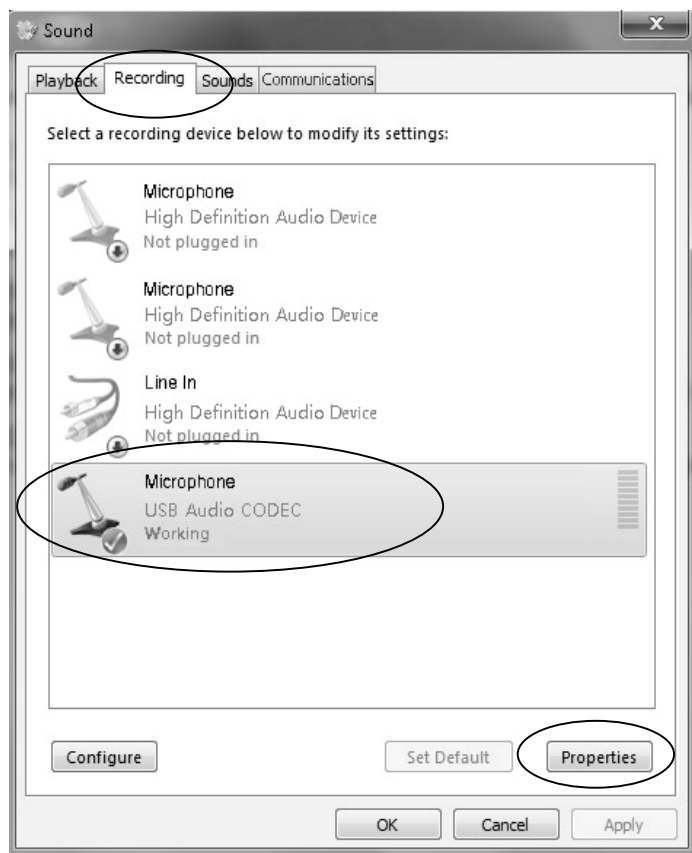 Sound
Playback Recording Sounds Communications
Select a recording device below to modify its settings:
Microphone
High Definition Audio Device
Not plugged in
Microphone
High Definition Audio Device
Not plugged in
Line In
High Definition Audio Device
Not plugged in
Microphone
USB Audio CODEC
Working
Configure Set Default Properties
OK Cancel Apply